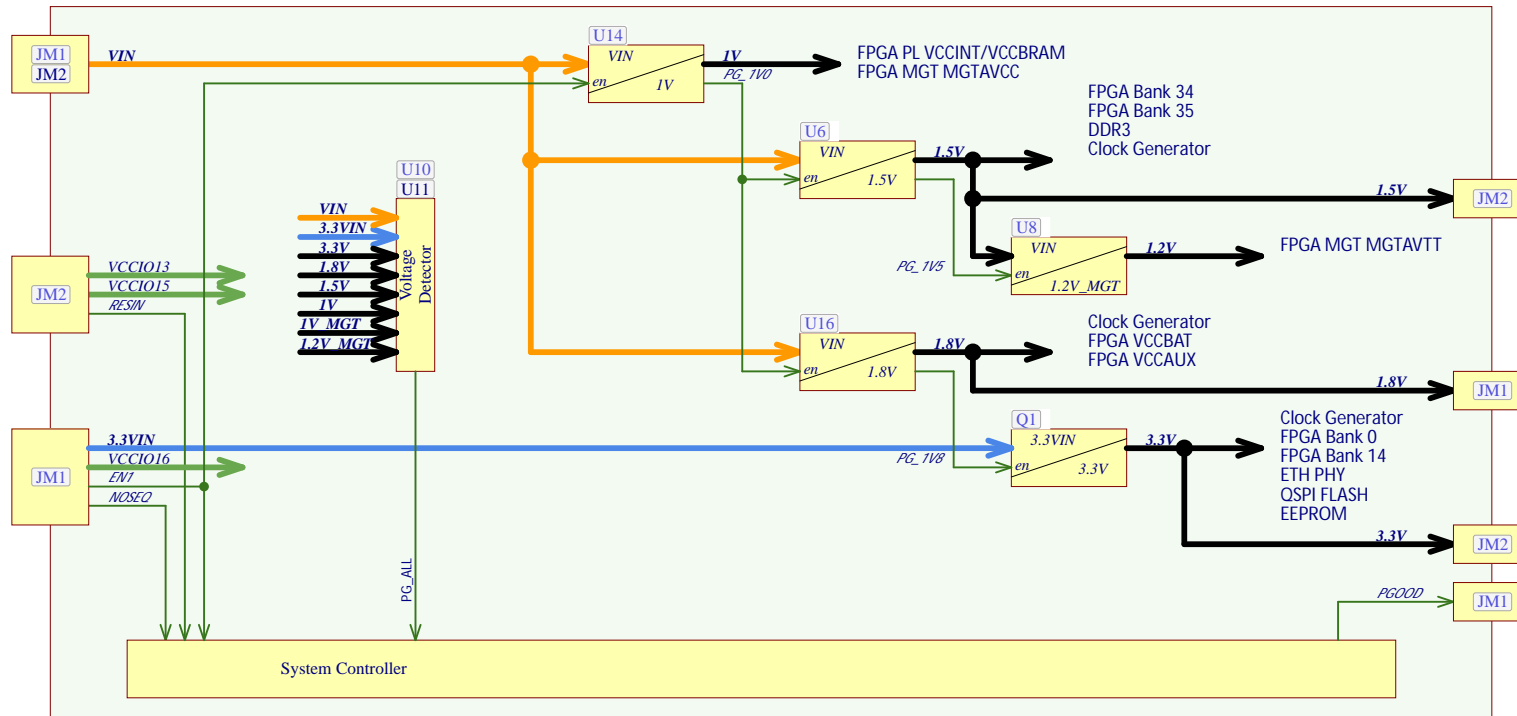 JM1
JM2
VIN
U14
VIN
en
1V
1V
PG_1V0
FPGA PL VCCINT/VCCBRAM
FPGA MGT MGTAVCC
FPGA Bank 34
FPGA Bank 35
DDR3
Clock Generator
U6
VIN
en
1.5V
1.5V
1.5V
JM2
U10
U11
VIN
3.3VIN
3.3V
1.8V
1.5V
1V
1V_MGT
1.2V_MGT
Voltage
Detector
U8
VIN
en
1.2V_MGT
PG_1V5
1.2V
FPGA MGT MGTAVTT
JM2
VCCIO13
VCCIO15
RESIN
U16
VIN
en
1.8V
1.8V
Clock Generator
FPGA VCCBAT
FPGA VCCAUX
1.8V
JM1
JM1
3.3VIN
VCCIO16
EN1
NOSEQ
PG_1V8
Q1
3.3VIN
en
3.3V
3.3V
Clock Generator
FPGA Bank 0
FPGA Bank 14
ETH PHY
QSPI FLASH
EEPROM
3.3V
JM2
PG_ALL
PGOOD
JM1
System Controller